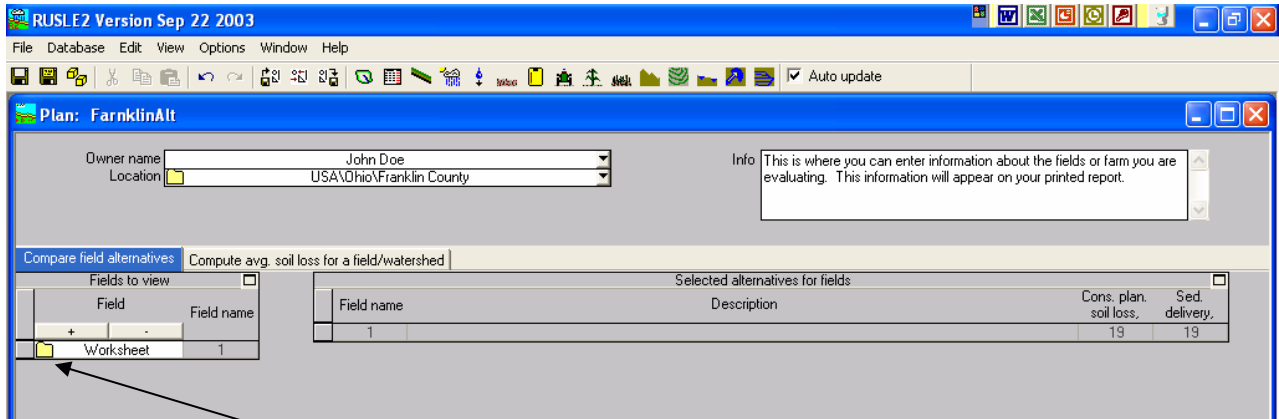 RUSLE2 Version Sep 22 2003
File Database Edit View Options Window Help
Auto update
Plan: FarnklinAlt
Owner name John Doe
Location USA\Ohio\Franklin County
Info This is where you can enter information about the fields or farm you are
evaluating. This information will appear on your printed report.
Compare field alternatives Compute avg. soil loss for a field/watershed
Fields to view
Field Field name
+ -
Worksheet 1
Selected alternatives for fields
Field name Description Cons. plan. soil loss, Sed. delivery,
1 19 19